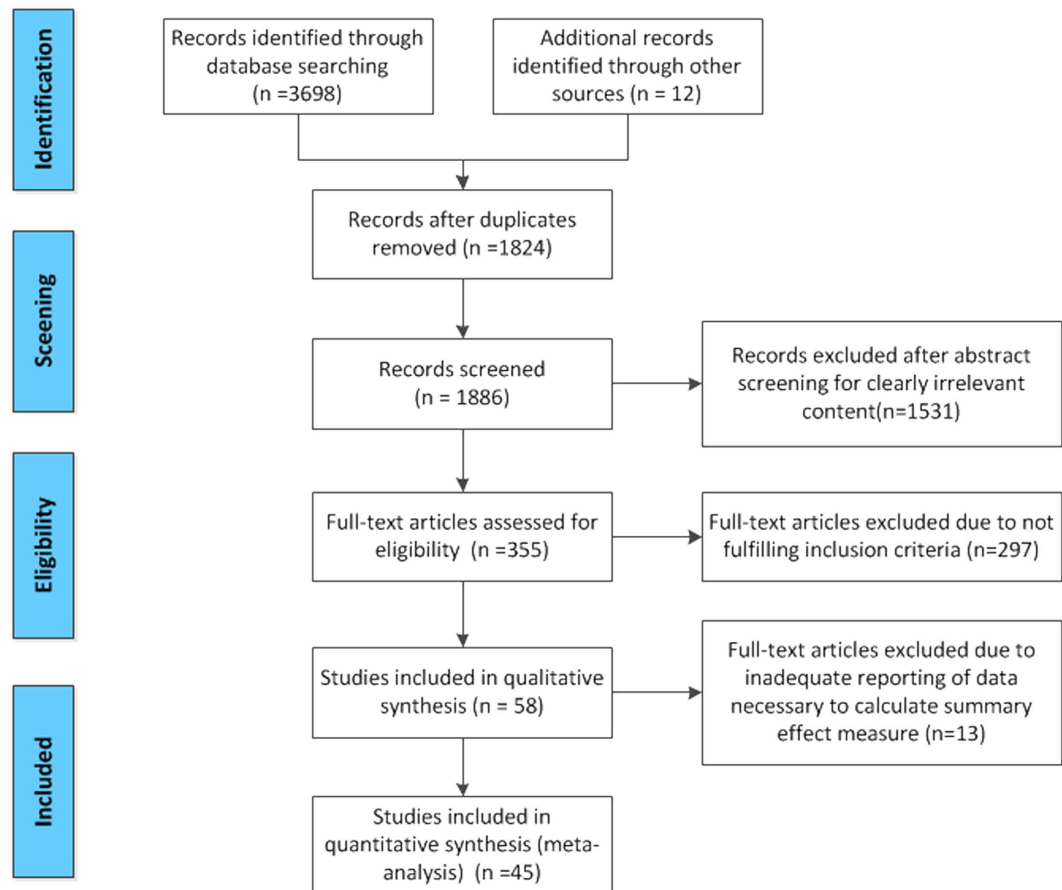 Identification
Records identified through
database searching
(n =3698)
Additional records
identified through other
sources (n = 12)
Records after duplicates
removed (n =1824)
Sceening
Records screened
(n = 1886)
Records excluded after abstract
screening for clearly irrelevant
content(n=1531)
Eligibility
Full-text articles assessed for
eligibility (n =355)
Full-text articles excluded due to not
fulfilling inclusion criteria (n=297)
Studies included in qualitative
synthesis (n = 58)
Full-text articles excluded due to
inadequate reporting of data
necessary to calculate summary
effect measure (n=13)
Included
Studies included in
quantitative synthesis (meta-
analysis) (n =45)